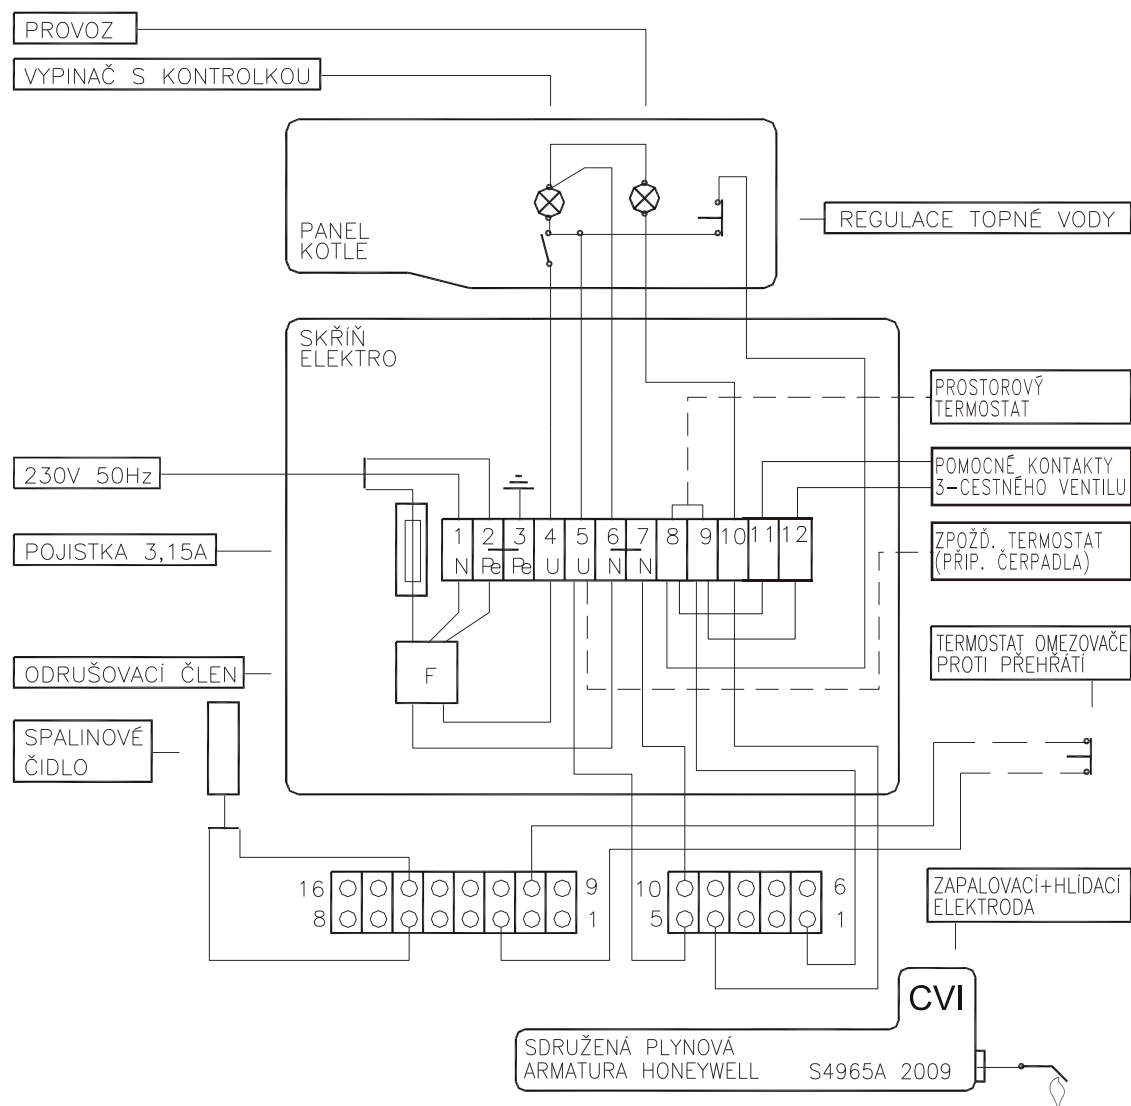 PROVOZ
VYPINAČ S KONTROLKOU
PANEL
KOTLE
REGULACE TOPNÉ VODY
SKŘÍŇ
ELEKTRO
PROSTOROVÝ
TERMOSTAT
230V 50Hz
POMOCNÉ KONTAKTY
3-CESTNÉHO VENTILU
POJISTKA 3,15A
1 2 3 4 5 6 7 8 9 10 11 12
N Pe Pe U U N N
ZPOŽĎ. TERMOSTAT
(PŘIP. ČERPADLA)
ODRUŠOVACÍ ČLEN
F
TERMOSTAT OMEZOVAČE
PROTI PŘEHŘÁTÍ
SPALINOVÉ
ČIDLO
16 9
8 1
10 6
5 1
ZAPALOVACÍ+HLÍDACÍ
ELEKTRODA
CVI
SDRUŽENÁ PLYNOVÁ
ARMATURA HONEYWELL S4965A 2009